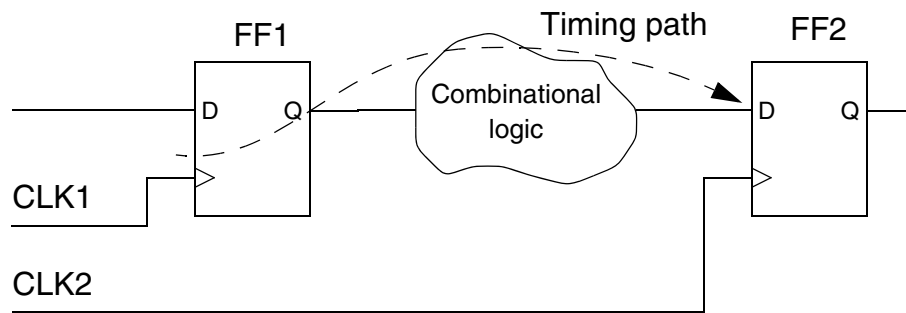 FF1
Timing path
FF2
Combinational
logic
D
Q
D
Q
CLK1
CLK2